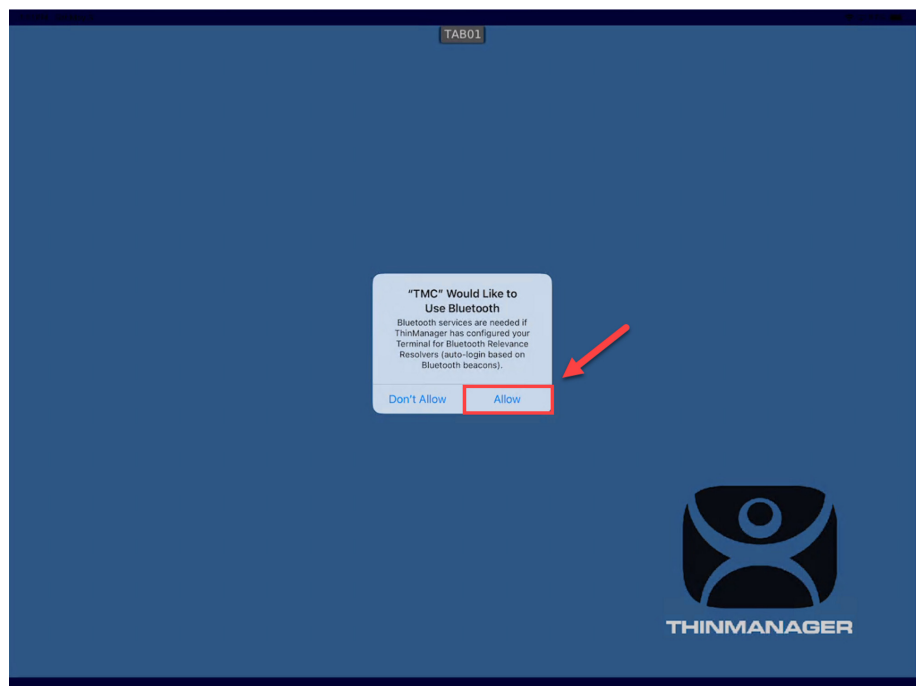 TAB01
“TMC” Would Like to
Use Bluetooth
Bluetooth services are needed if
ThinManager has configured your
Terminal for Bluetooth Relevance
Resolvers (auto-login based on
Bluetooth beacons).
Don't Allow
Allow
THINMANAGER